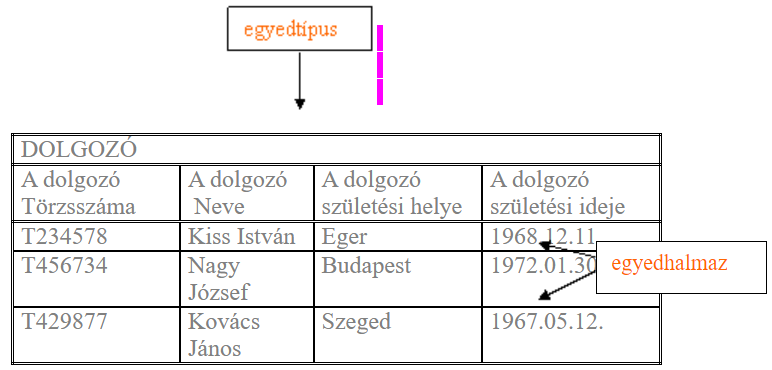 egyedtípus
DOLGOZÓ
A dolgozó A dolgozó A dolgozó A dolgozó
Törzsszáma Neve születési helye születési ideje
T234578 Kiss István Eger 1968.12.11
egyedhalmaz
T456734 Nagy Budapest 1972.01.30
József
T429877 Kovács Szeged 1967.05.12.
János